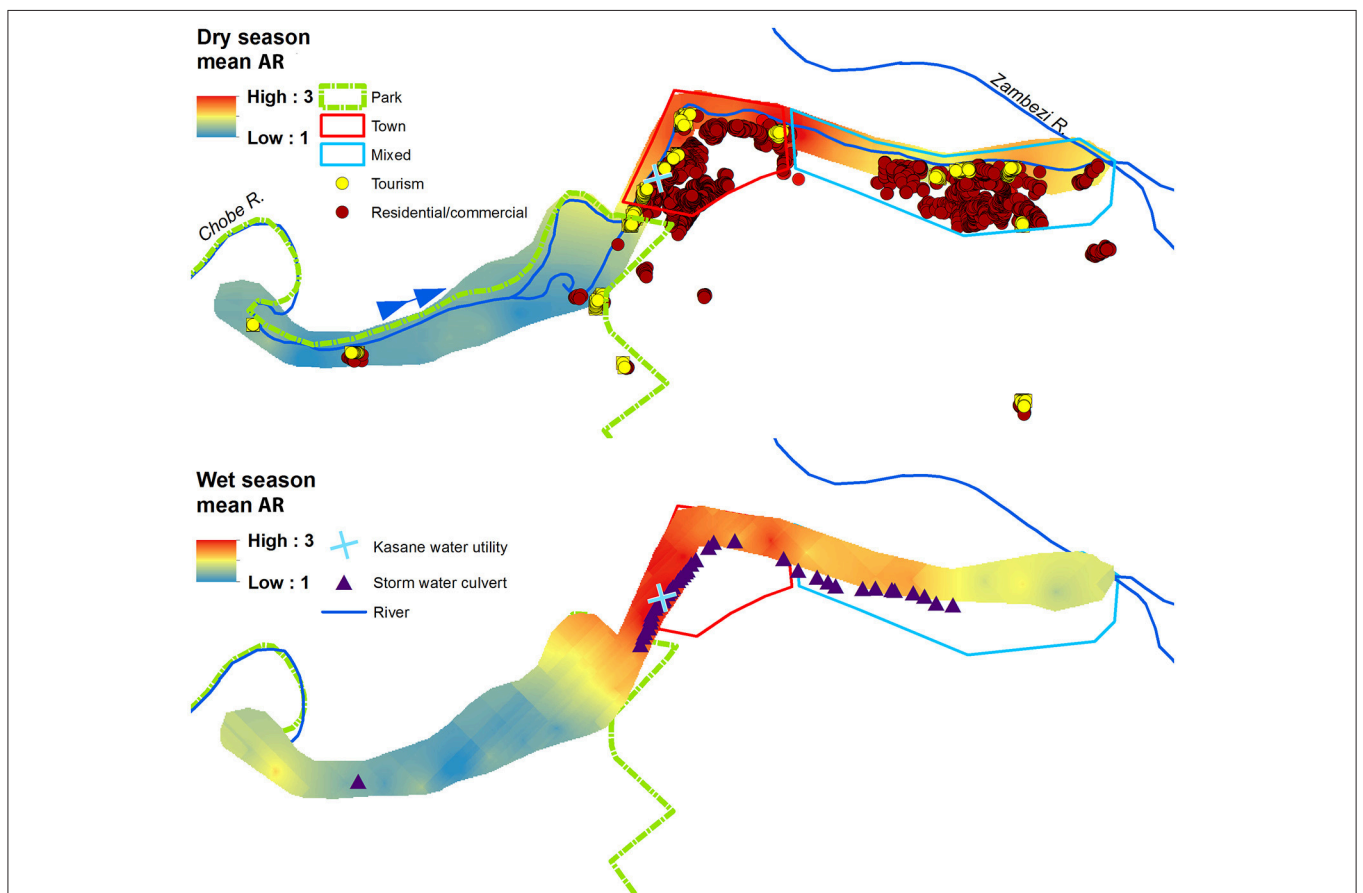 Dry season
mean AR
High : 3
Low : 1
Park
Town
Mixed
Tourism
Residential/commercial
Chobe R.
Zambezi R.
Wet season
mean AR
High : 3
Low : 1
Kasane water utility
Storm water culvert
River